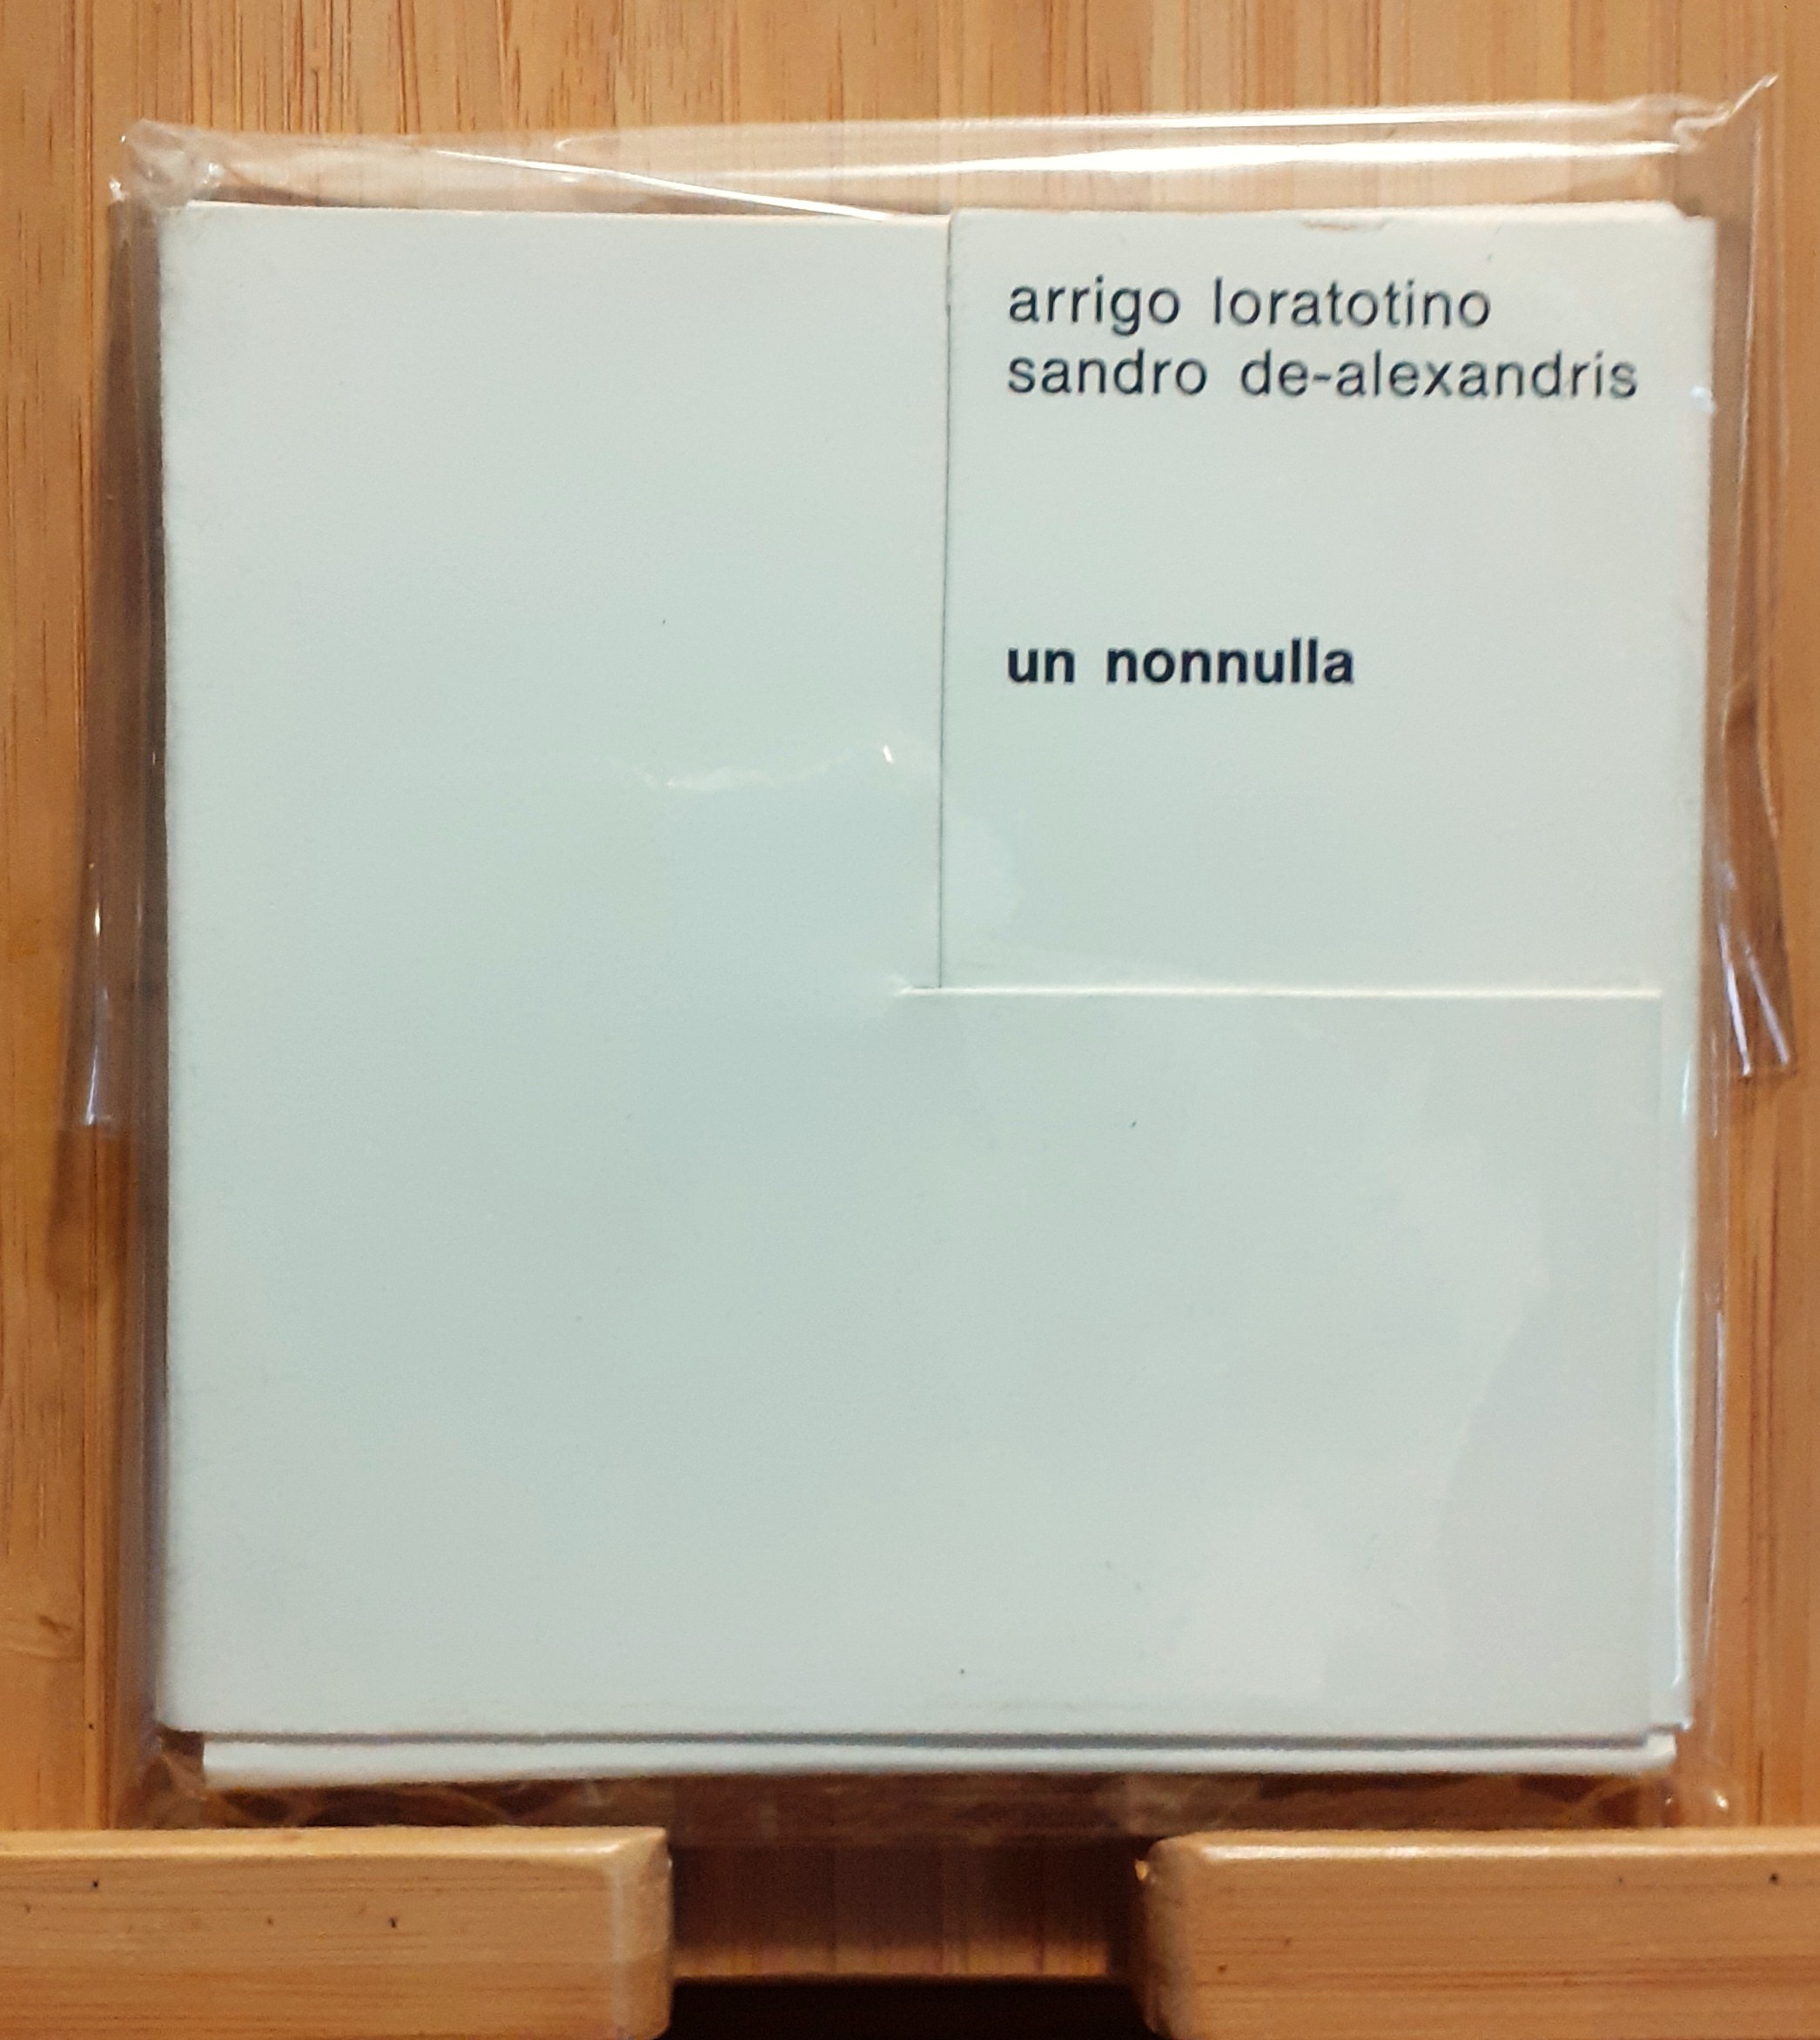 arrigo loratotino
sandro de-alexandris
un nonnulla